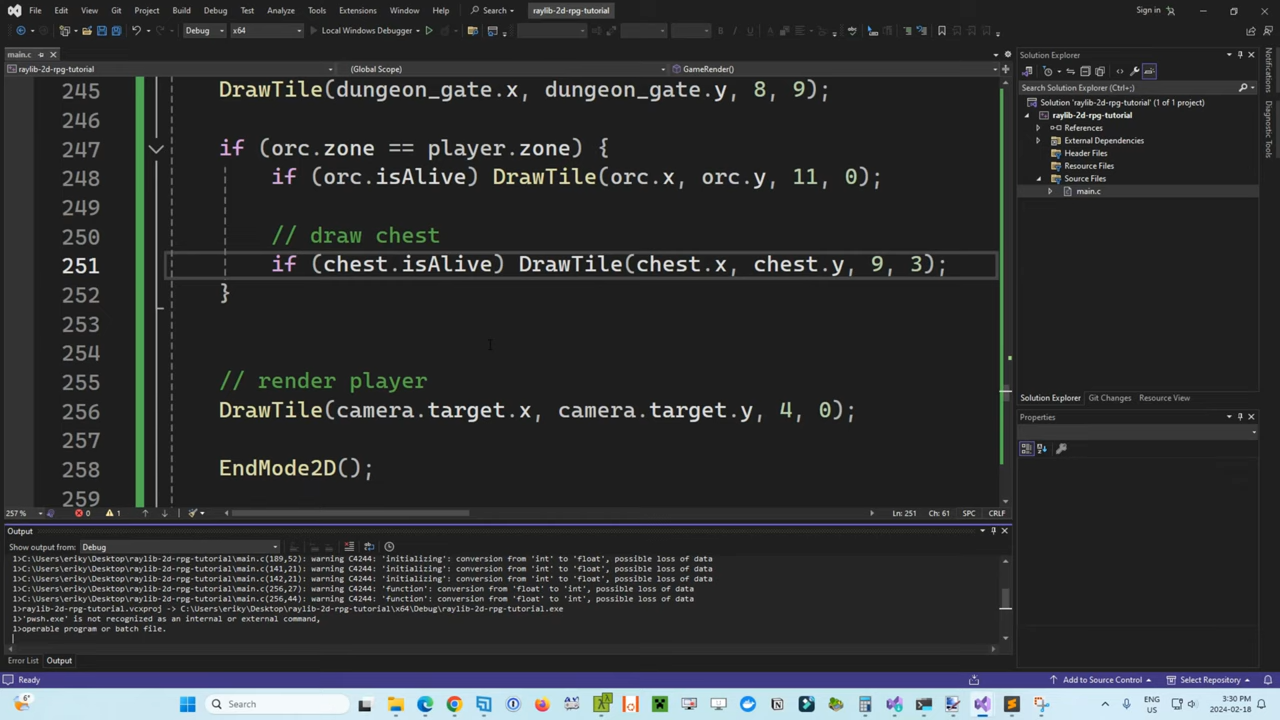 File Edit View Git Project Build Debug Test Analyze Tools Extensions Window Help Search raylib-2d-rpg-tutorial Sign in
Debug x64 Local Windows Debugger
main.c
raylib-2d-rpg-tutorial (Global Scope) GameRender()
245 DrawTile(dungeon_gate.x, dungeon_gate.y, 8, 9);
246
247 if (orc.zone == player.zone) {
248 if (orc.isAlive) DrawTile(orc.x, orc.y, 11, 0);
249
250 // draw chest
251 if (chest.isAlive) DrawTile(chest.x, chest.y, 9, 3);
252 }
253
254
255 // render player
256 DrawTile(camera.target.x, camera.target.y, 4, 0);
257
258 EndMode2D();
259
257 % 0 1 Ln: 251 Ch: 61 SPC CRLF
Output
Show output from: Debug
1>C:\Users\eriky\Desktop\raylib-2d-rpg-tutorial\main.c(189,52): warning C4244: 'initializing': conversion from 'int' to 'float', possible loss of data
1>C:\Users\eriky\Desktop\raylib-2d-rpg-tutorial\main.c(141,21): warning C4244: 'initializing': conversion from 'int' to 'float', possible loss of data
1>C:\Users\eriky\Desktop\raylib-2d-rpg-tutorial\main.c(142,21): warning C4244: 'initializing': conversion from 'int' to 'float', possible loss of data
1>C:\Users\eriky\Desktop\raylib-2d-rpg-tutorial\main.c(256,27): warning C4244: 'function': conversion from 'float' to 'int', possible loss of data
1>C:\Users\eriky\Desktop\raylib-2d-rpg-tutorial\main.c(256,44): warning C4244: 'function': conversion from 'float' to 'int', possible loss of data
1>raylib-2d-rpg-tutorial.vcxproj -> C:\Users\eriky\Desktop\raylib-2d-rpg-tutorial\x64\Debug\raylib-2d-rpg-tutorial.exe
1>'pwsh.exe' is not recognized as an internal or external command,
1>operable program or batch file.
Error List Output
Solution Explorer
Search Solution Explorer (Ctrl+;)
Solution 'raylib-2d-rpg-tutorial' (1 of 1 project)
raylib-2d-rpg-tutorial
References
External Dependencies
Header Files
Resource Files
Source Files
main.c
Solution Explorer Git Changes Resource View
Properties
Notifications
Diagnostic Tools
Ready Add to Source Control Select Repository
6° Search ENG US 3:30 PM 2024-02-18